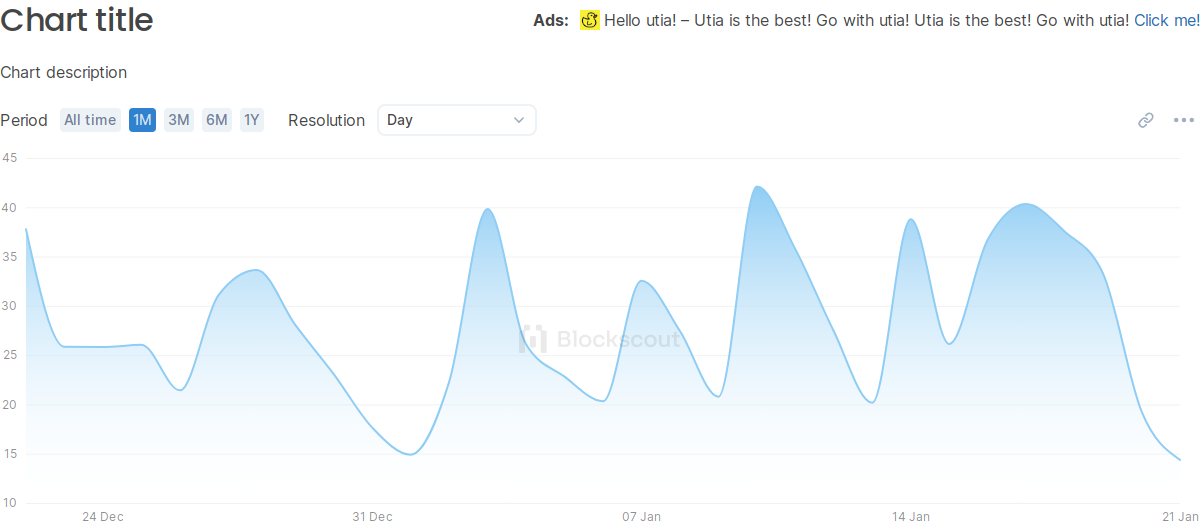 Chart title
Ads: Hello utia! – Utia is the best! Go with utia! Utia is the best! Go with utia! Click me!
Chart description
Period All time 1M 3M 6M 1Y Resolution Day
45
40
35
30
25
20
15
10
Blockscout
24 Dec 31 Dec 07 Jan 14 Jan 21 Jan